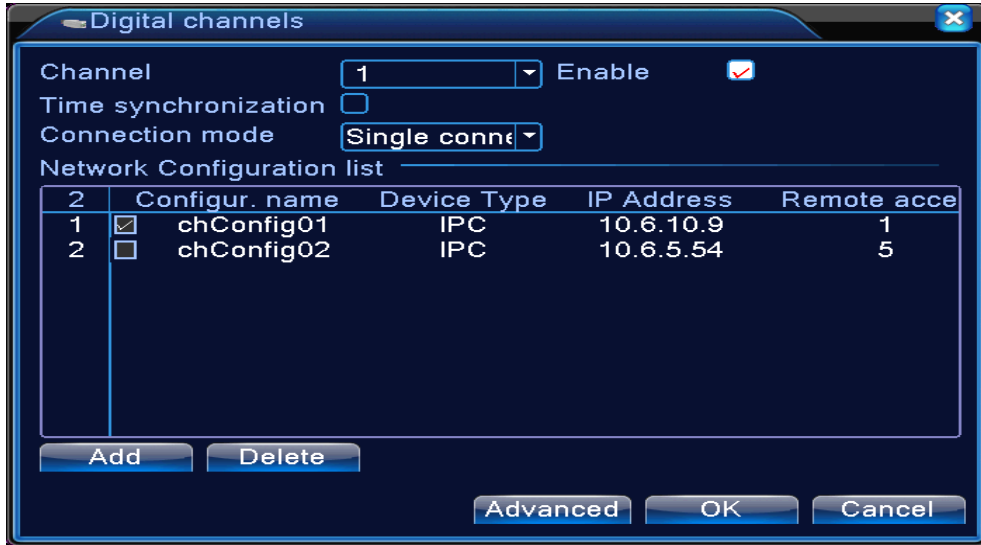 Digital channels
Channel 1 Enable
Time synchronization
Connection mode Single conne
Network Configuration list
2 Configur. name Device Type IP Address Remote acce
1 chConfig01 IPC 10.6.10.9 1
2 chConfig02 IPC 10.6.5.54 5
Add Delete
Advanced OK Cancel